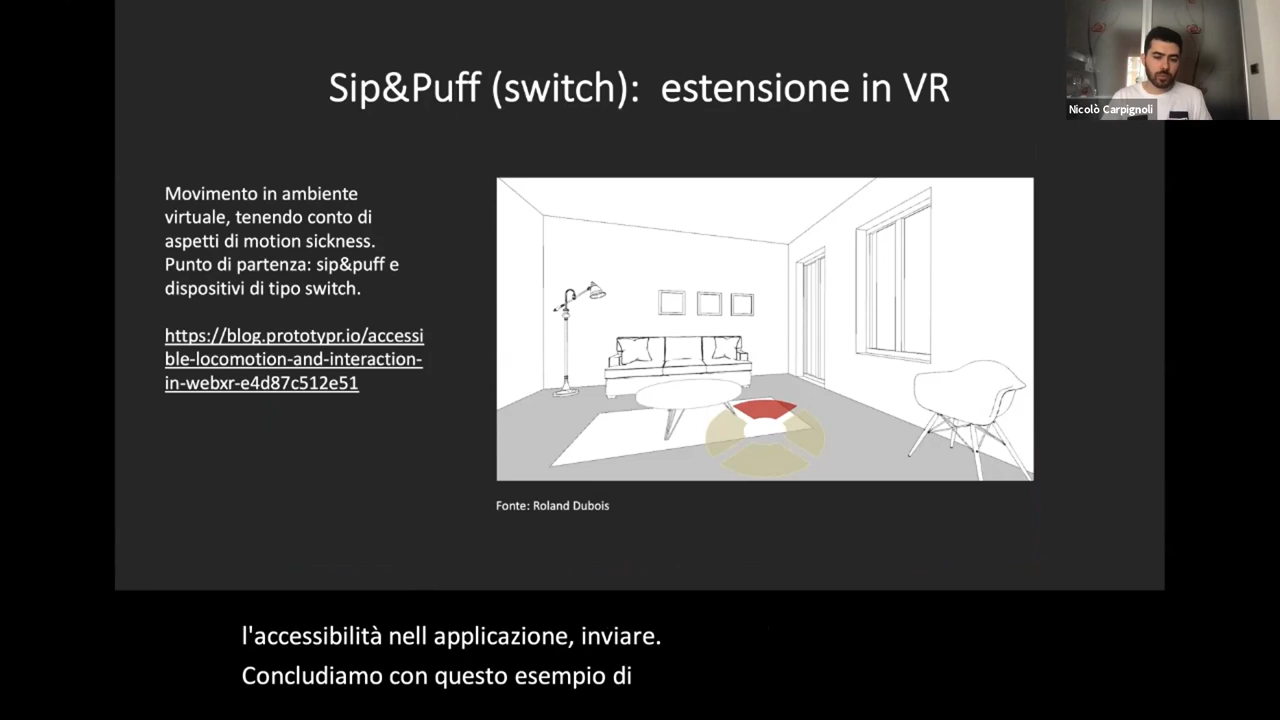 Sip&Puff (switch): estensione in VR
Nicolò Carpignoli
Movimento in ambiente
virtuale, tenendo conto di
aspetti di motion sickness.
Punto di partenza: sip&puff e
dispositivi di tipo switch.
https://blog.prototypr.io/accessi
ble-locomotion-and-interaction-
in-webxr-e4d87c512e51
Fonte: Roland Dubois
l'accessibilità nell applicazione, inviare.
Concludiamo con questo esempio di